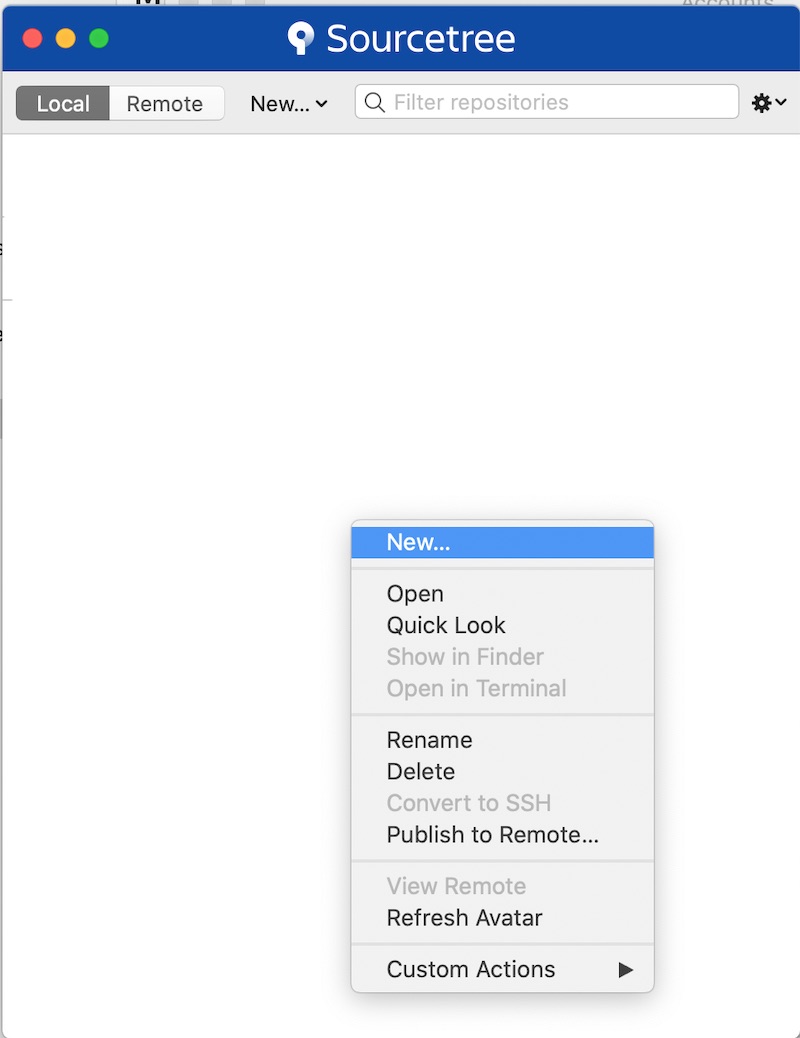 Accounts
Sourcetree
Local Remote New... Filter repositories
New...
Open
Quick Look
Show in Finder
Open in Terminal
Rename
Delete
Convert to SSH
Publish to Remote...
View Remote
Refresh Avatar
Custom Actions